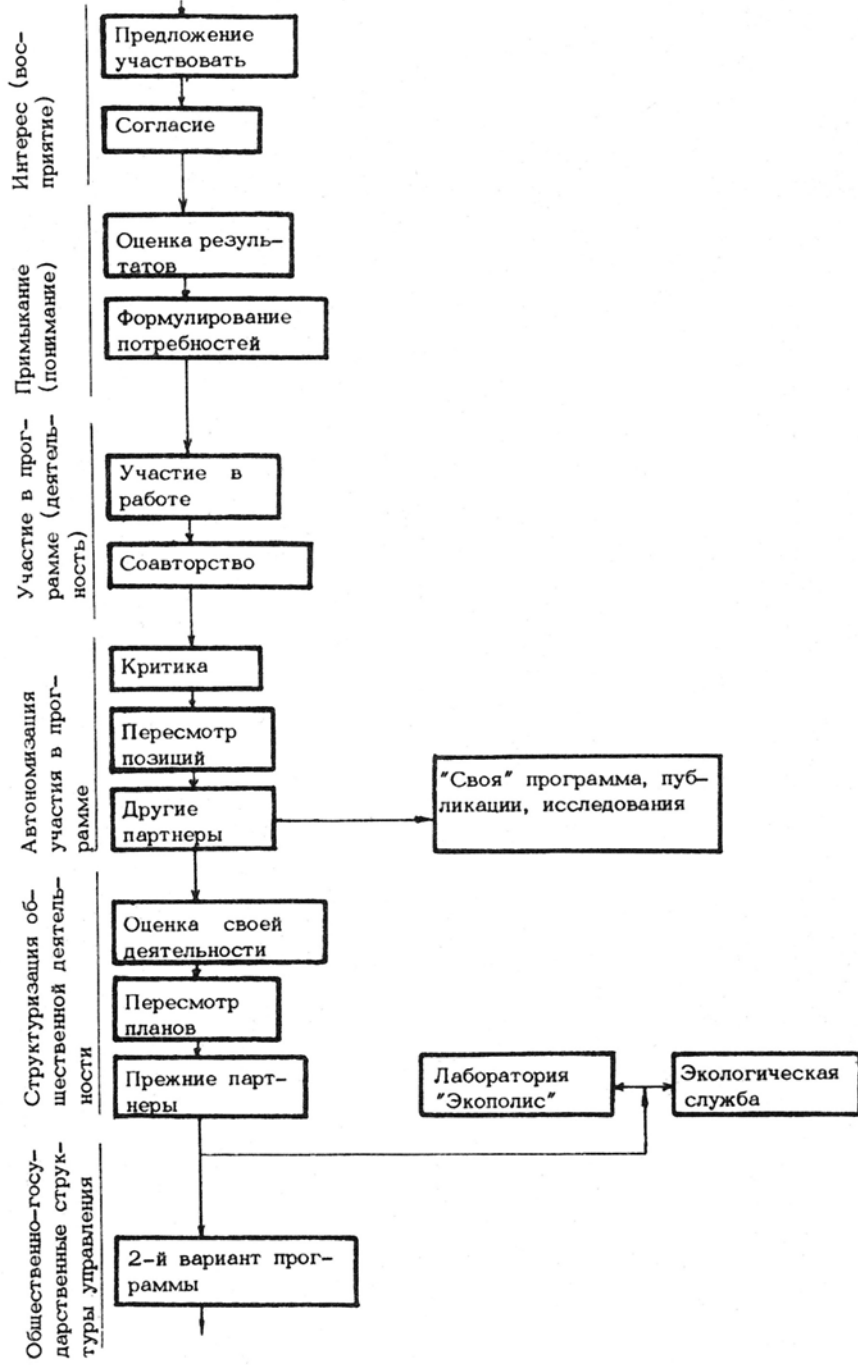 Интерес (вос-
приятие)
Предложение
участвовать
Согласие
Примыкание
(понимание)
Оценка резуль-
татов
Формулирование
потребностей
Участие в прог-
рамме (деятель-
ность)
Участие в
работе
Соавторство
Автономизация
участия в прог-
рамме
Критика
Пересмотр
позиций
Другие
партнеры
"Своя" программа, пуб-
ликации, исследования
Структуризация об-
щественной деятель-
ности
Оценка своей
деятельности
Пересмотр
планов
Прежние парт-
неры
Лаборатория
"Экополис"
Экологическая
служба
Общественно-госу-
дарственные струк-
туры управления
2-й вариант прог-
раммы